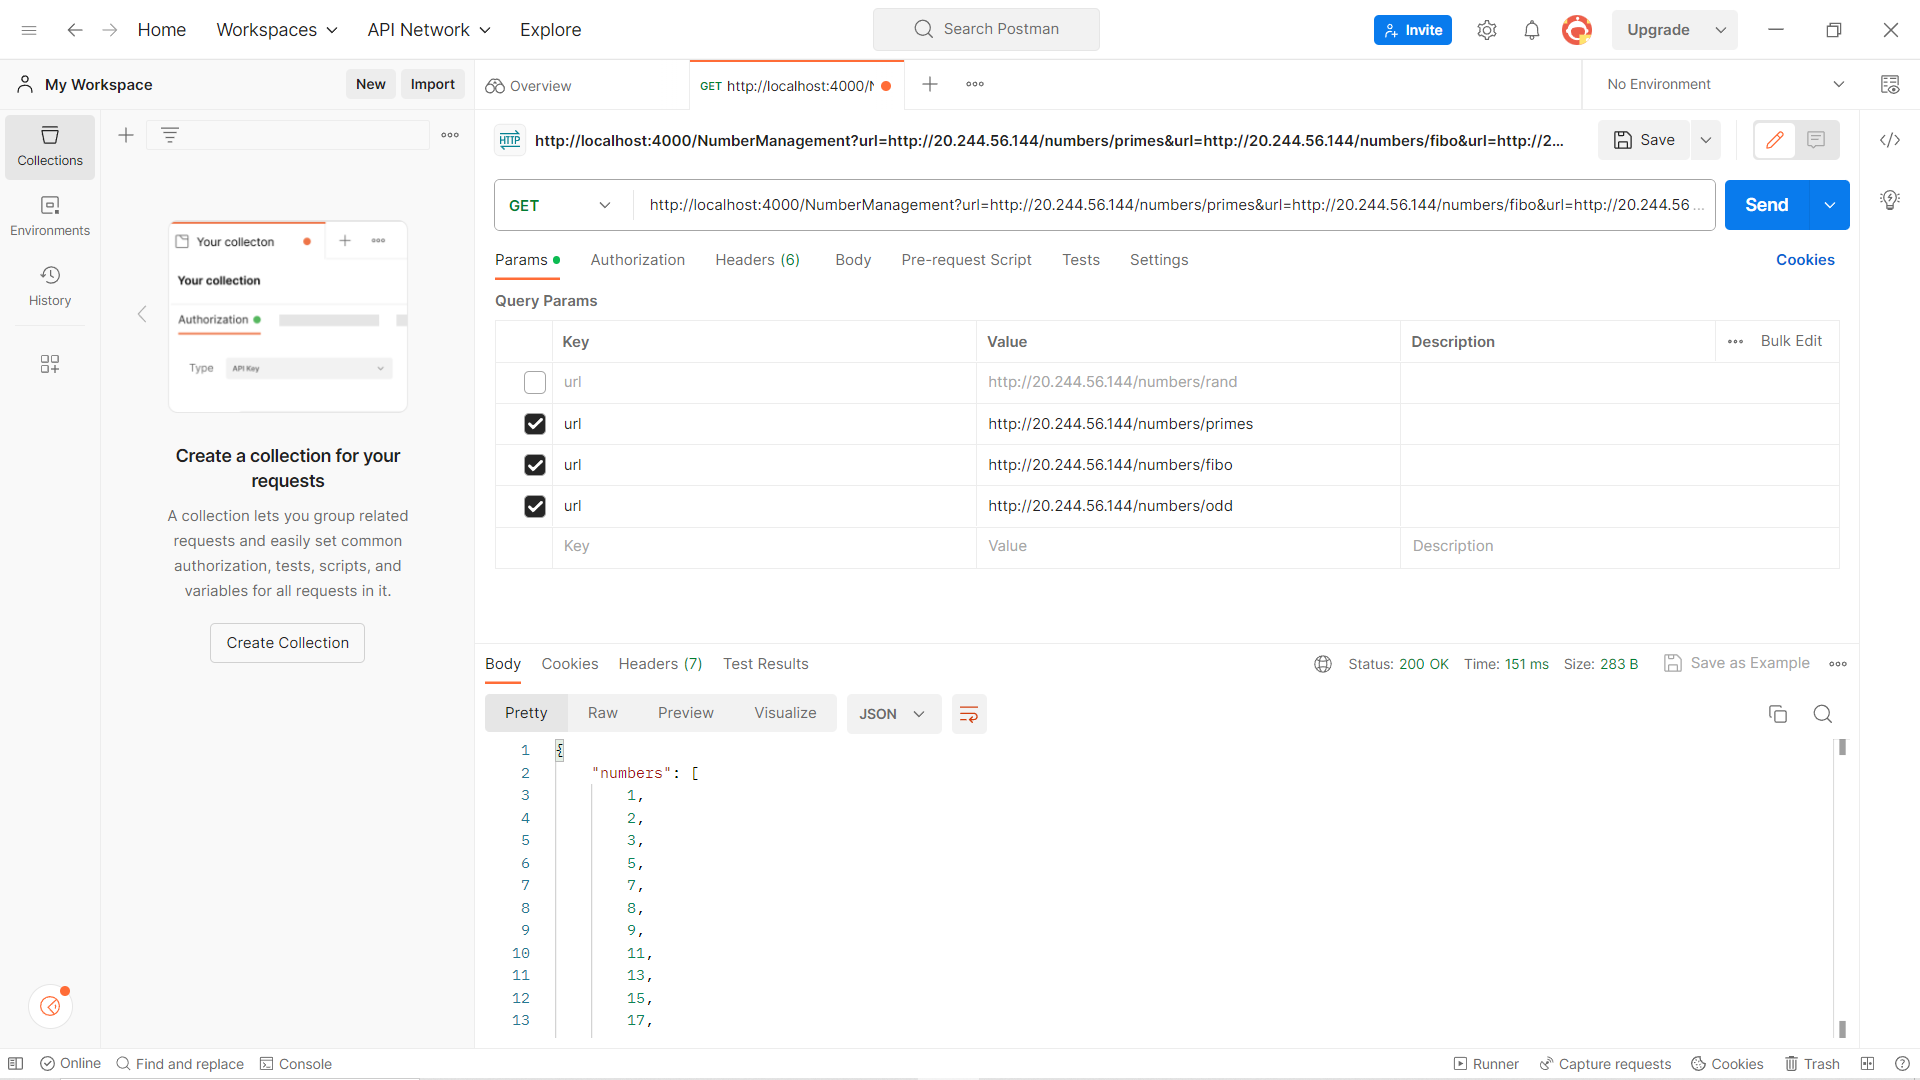 Home Workspaces API Network Explore Search Postman Invite Upgrade
My Workspace New Import Overview GET http://localhost:4000/N No Environment
Collections
Environments
History
Your collecton
Your collection
Authorization
Type API Key
Create a collection for your
requests
A collection lets you group related
requests and easily set common
authorization, tests, scripts, and
variables for all requests in it.
Create Collection
HTTP http://localhost:4000/NumberManagement?url=http://20.244.56.144/numbers/primes&url=http://20.244.56.144/numbers/fibo&url=http://2... Save
GET http://localhost:4000/NumberManagement?url=http://20.244.56.144/numbers/primes&url=http://20.244.56.144/numbers/fibo&url=http://20.244.56 ... Send
Params Authorization Headers (6) Body Pre-request Script Tests Settings Cookies
Query Params
Key Value Description Bulk Edit
url http://20.244.56.144/numbers/rand
url http://20.244.56.144/numbers/primes
url http://20.244.56.144/numbers/fibo
url http://20.244.56.144/numbers/odd
Key Value Description
Body Cookies Headers (7) Test Results Status: 200 OK Time: 151 ms Size: 283 B Save as Example
Pretty Raw Preview Visualize JSON
1 {
2 "numbers": [
3 1,
4 2,
5 3,
6 5,
7 7,
8 8,
9 9,
10 11,
11 13,
12 15,
13 17,
Online Find and replace Console Runner Capture requests Cookies Trash